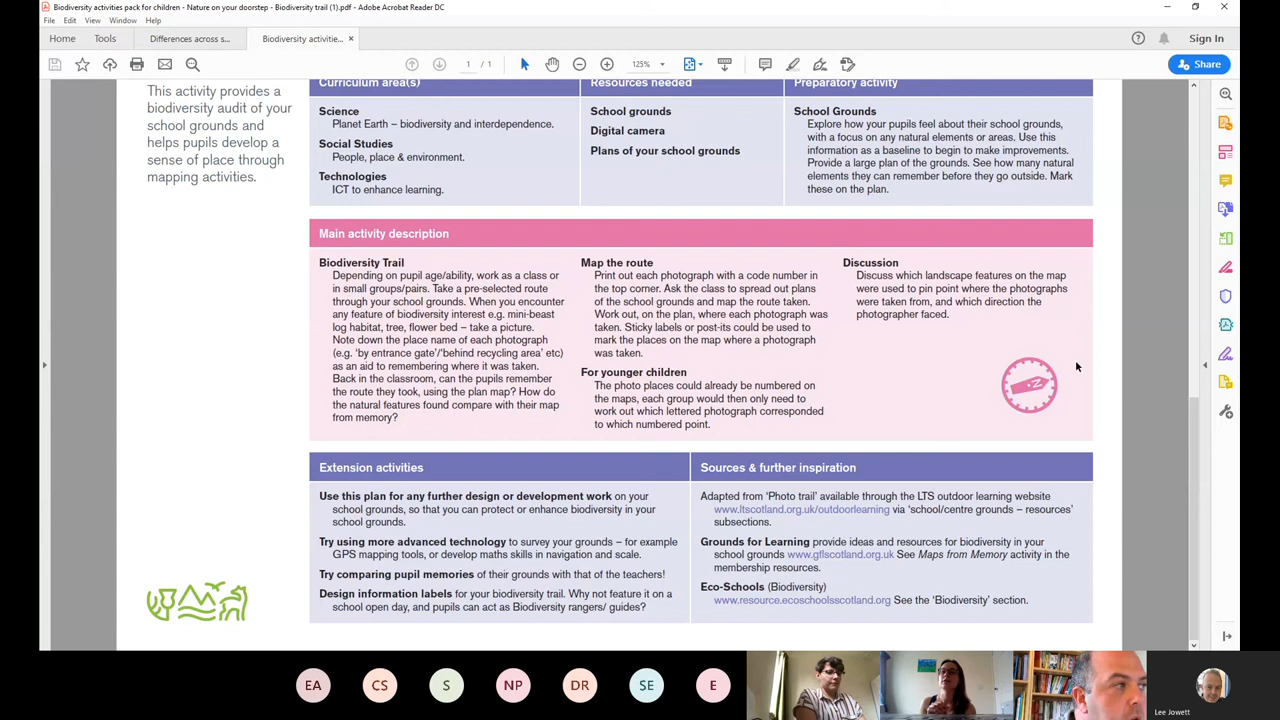 Biodiversity activities pack for children - Nature on your doorstep - Biodiversity trail (1).pdf - Adobe Acrobat Reader DC
File Edit View Window Help
Home Tools Differences across s... Biodiversity activitie... ×
Sign In
1 / 1 125%
Share
This activity provides a
biodiversity audit of your
school grounds and
helps pupils develop a
sense of place through
mapping activities.
Curriculum area(s)
Science
Planet Earth – biodiversity and interdependence.
Social Studies
People, place & environment.
Technologies
ICT to enhance learning.
Resources needed
School grounds
Digital camera
Plans of your school grounds
Preparatory activity
School Grounds
Explore how your pupils feel about their school grounds,
with a focus on any natural elements or areas. Use this
information as a baseline to begin to make improvements.
Provide a large plan of the grounds. See how many natural
elements they can remember before they go outside. Mark
these on the plan.
Main activity description
Biodiversity Trail
Depending on pupil age/ability, work as a class or
in small groups/pairs. Take a pre-selected route
through your school grounds. When you encounter
any feature of biodiversity interest e.g. mini-beast
log habitat, tree, flower bed – take a picture.
Note down the place name of each photograph
(e.g. ‘by entrance gate’/‘behind recycling area’ etc)
as an aid to remembering where it was taken.
Back in the classroom, can the pupils remember
the route they took, using the plan map? How do
the natural features found compare with their map
from memory?
Map the route
Print out each photograph with a code number in
the top corner. Ask the class to spread out plans
of the school grounds and map the route taken.
Work out, on the plan, where each photograph was
taken. Sticky labels or post-its could be used to
mark the places on the map where a photograph
was taken.
For younger children
The photo places could already be numbered on
the maps, each group would then only need to
work out which lettered photograph corresponded
to which numbered point.
Discussion
Discuss which landscape features on the map
were used to pin point where the photographs
were taken from, and which direction the
photographer faced.
Extension activities
Use this plan for any further design or development work on your
school grounds, so that you can protect or enhance biodiversity in your
school grounds.
Try using more advanced technology to survey your grounds – for example
GPS mapping tools, or develop maths skills in navigation and scale.
Try comparing pupil memories of their grounds with that of the teachers!
Design information labels for your biodiversity trail. Why not feature it on a
school open day, and pupils can act as Biodiversity rangers/ guides?
Sources & further inspiration
Adapted from ‘Photo trail’ available through the LTS outdoor learning website
www.ltscotland.org.uk/outdoorlearning via ‘school/centre grounds – resources’
subsections.
Grounds for Learning provide ideas and resources for biodiversity in your
school grounds www.gflscotland.org.uk See Maps from Memory activity in the
membership resources.
Eco-Schools (Biodiversity)
www.resource.ecoschoolsscotland.org See the ‘Biodiversity’ section.
EA CS S NP DR SE E
Lee Jowett